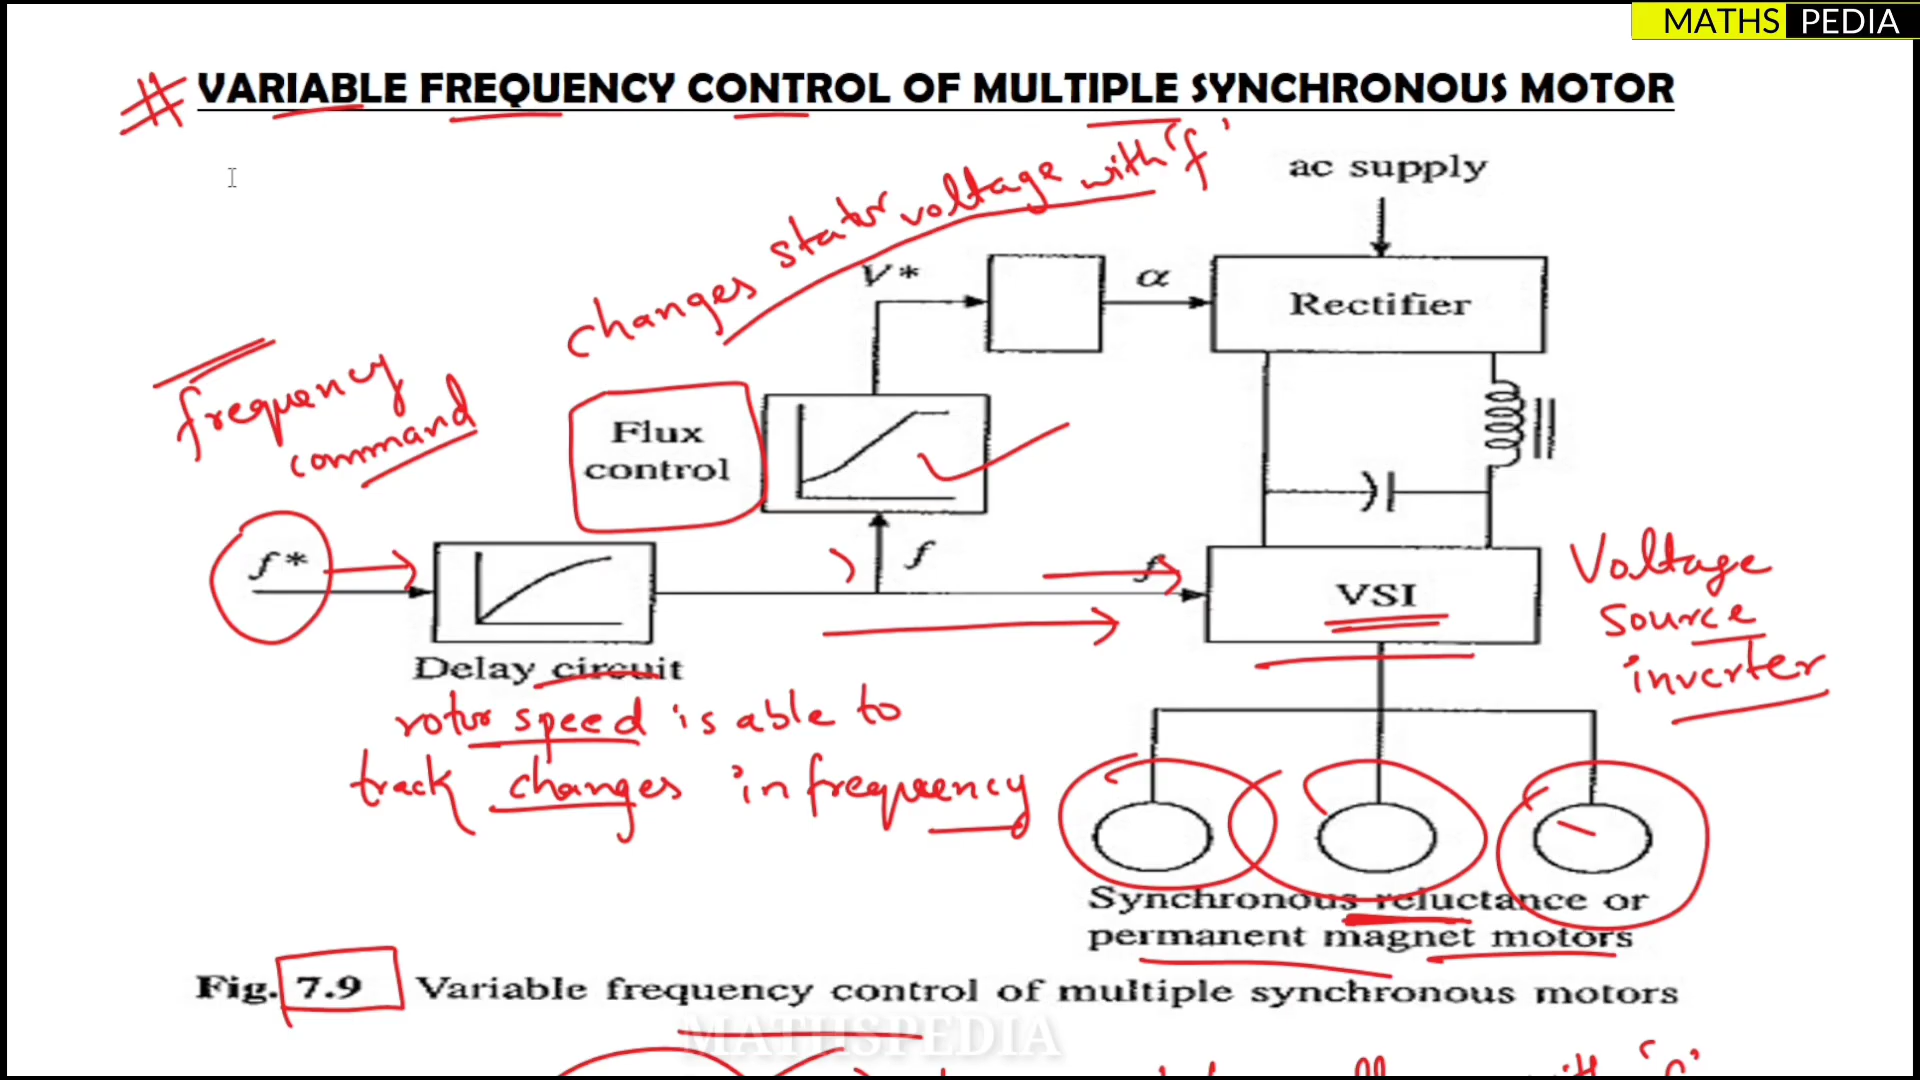 MATHS PEDIA
# VARIABLE FREQUENCY CONTROL OF MULTIPLE SYNCHRONOUS MOTOR
changes stator voltage with 'f'
ac supply
V*
α
Rectifier
frequency
command
Flux
control
f*
f
f
VSI
Voltage
source
inverter
Delay circuit
rotor speed is able to
track changes in frequency
Synchronous reluctance or
permanent magnet motors
Fig. 7.9 Variable frequency control of multiple synchronous motors
MATHSPEDIA